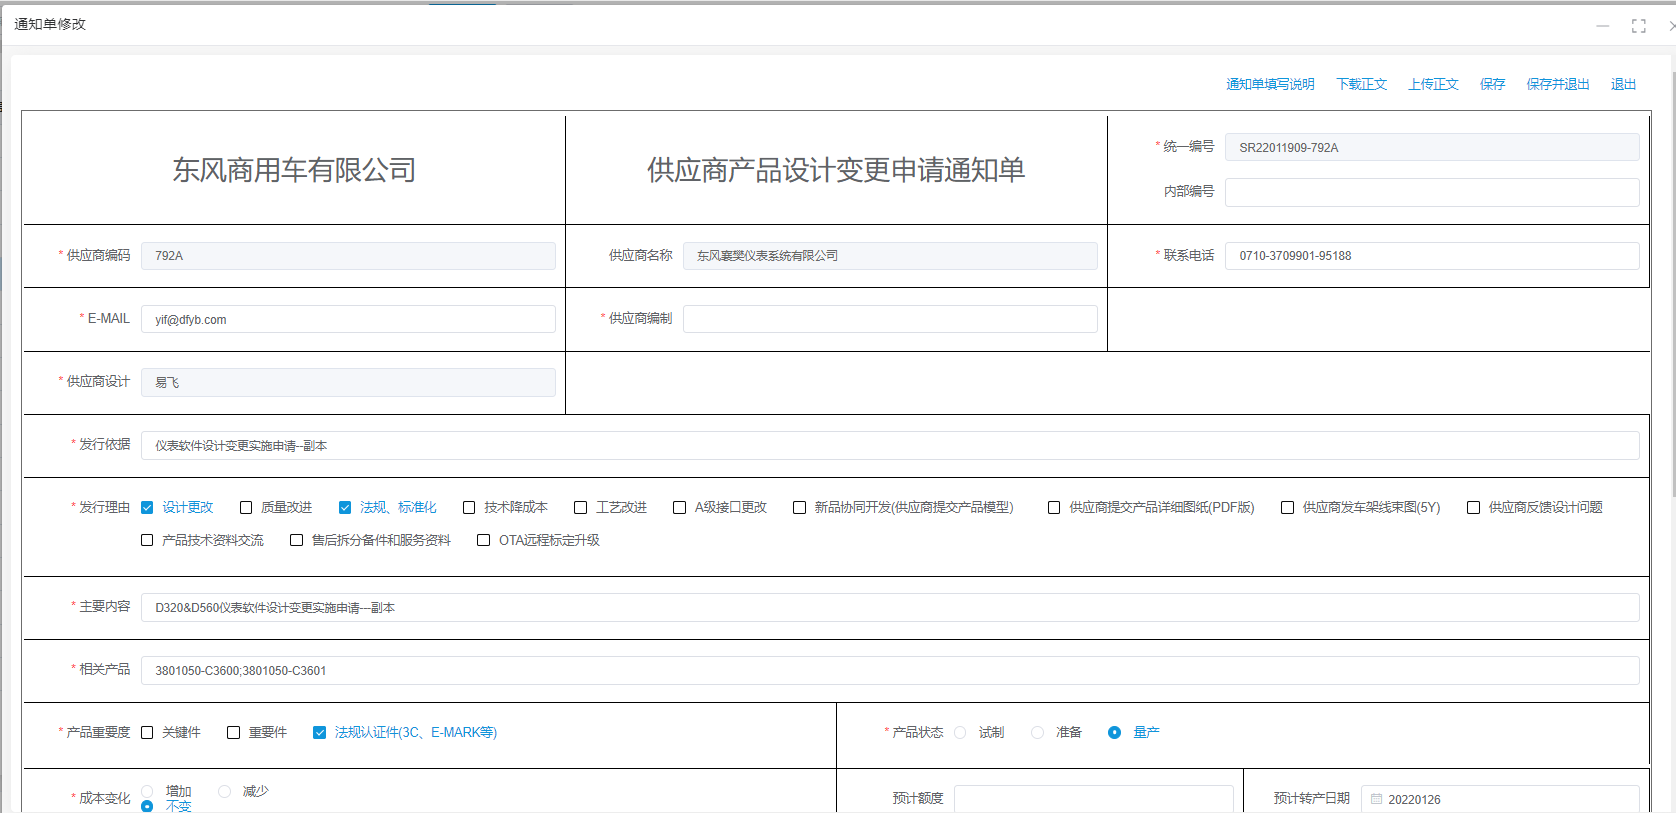 通知单修改
通知单填写说明 下载正文 上传正文 保存 保存并退出 退出
东风商用车有限公司
供应商产品设计变更申请通知单
* 统一编号 SR22011909-792A
内部编号
* 供应商编码 792A
供应商名称 东风襄樊仪表系统有限公司
* 联系电话 0710-3709901-95188
* E-MAIL yif@dfyb.com
* 供应商编制
* 供应商设计 易飞
* 发行依据 仪表软件设计变更实施申请--副本
* 发行理由 设计更改 质量改进 法规、标准化 技术降成本 工艺改进 A级接口更改 新品协同开发(供应商提交产品模型) 供应商提交产品详细图纸(PDF版) 供应商发车架线束图(5Y) 供应商反馈设计问题
产品技术资料交流 售后拆分备件和服务资料 OTA远程标定升级
* 主要内容 D320&D560仪表软件设计变更实施申请---副本
* 相关产品 3801050-C3600;3801050-C3601
* 产品重要度 关键件 重要件 法规认证件(3C、E-MARK等)
* 产品状态 试制 准备 量产
* 成本变化 增加 减少
不变
预计额度
预计转产日期 20220126